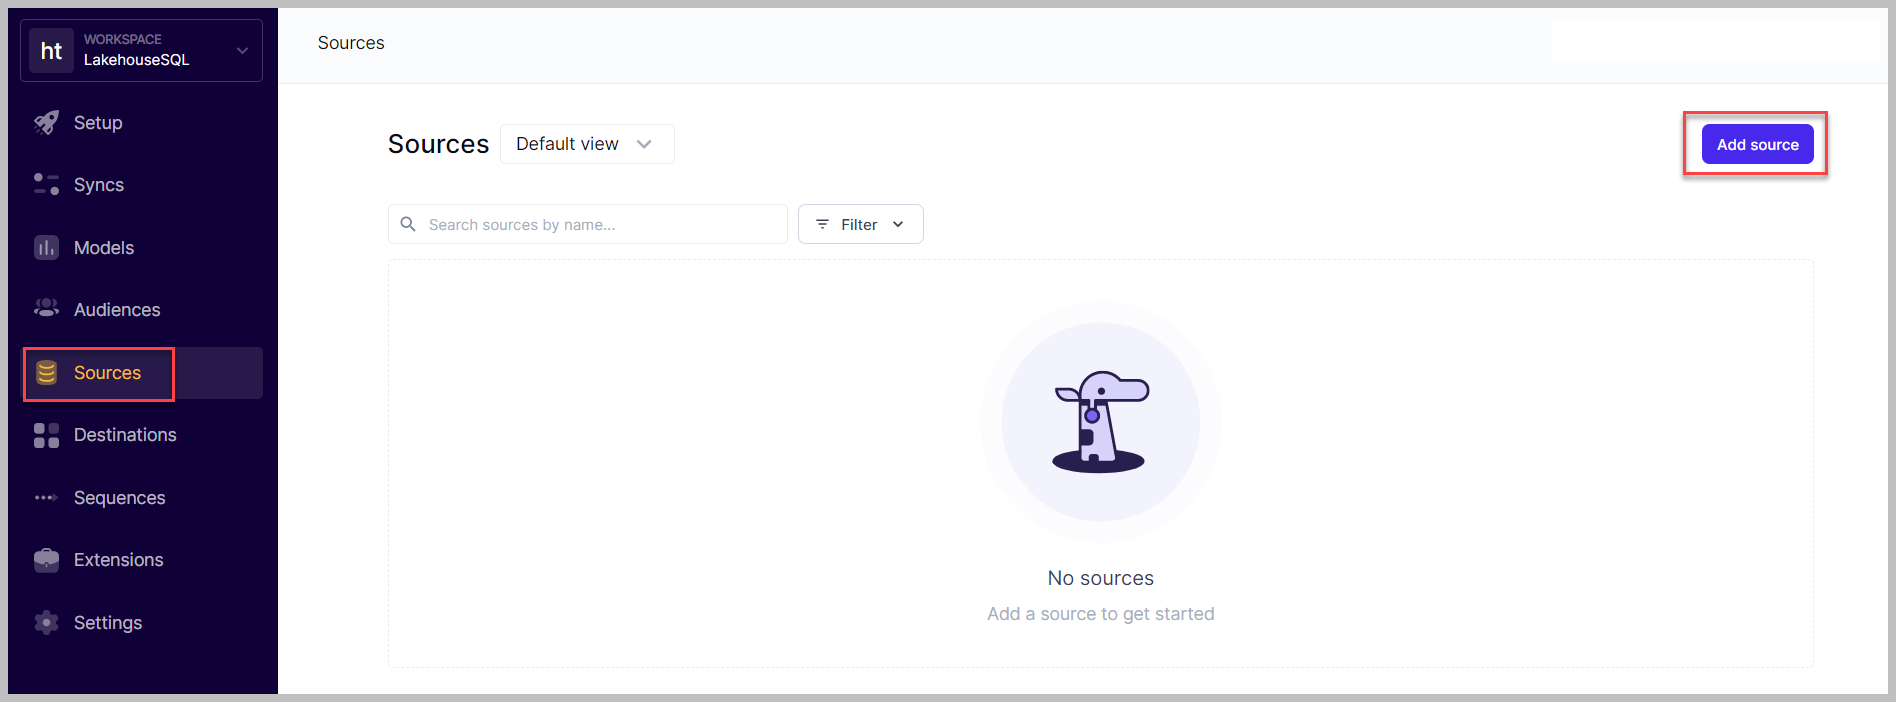 ht
WORKSPACE
LakehouseSQL
Setup
Syncs
Models
Audiences
Sources
Destinations
Sequences
Extensions
Settings
Sources
Sources
Default view
Add source
Search sources by name...
Filter
No sources
Add a source to get started